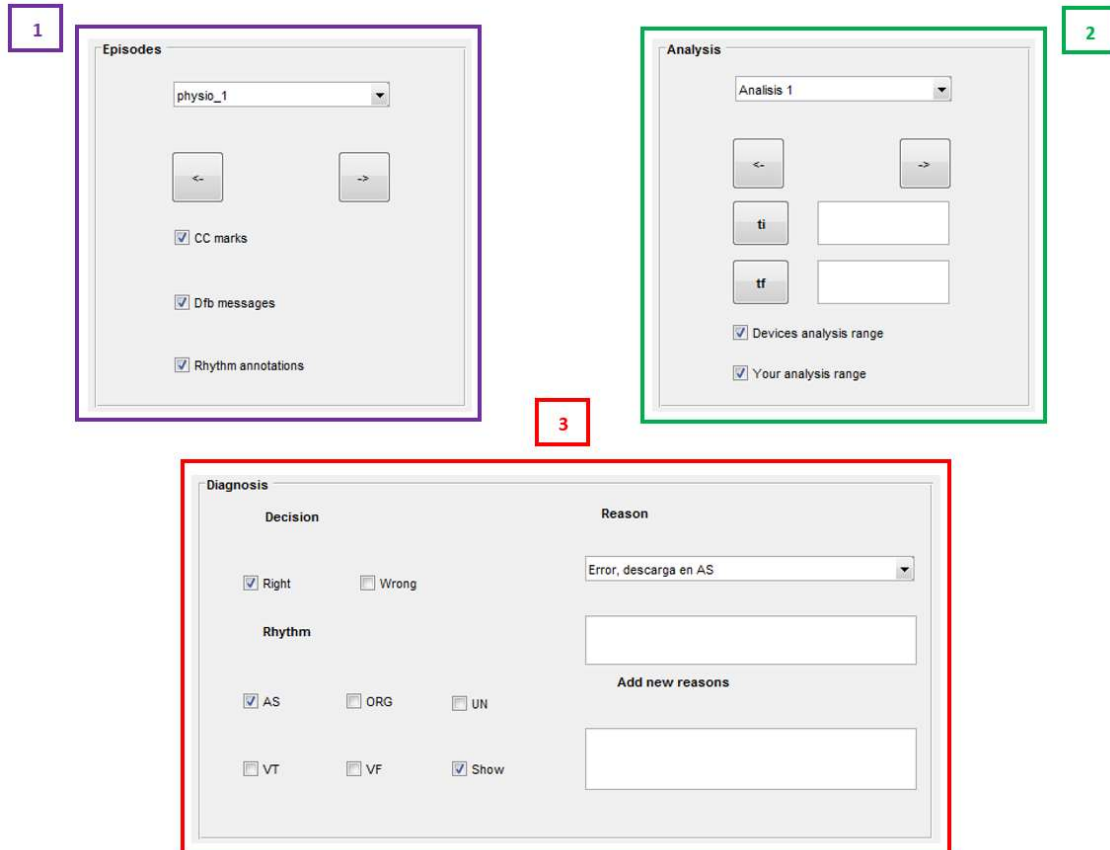 1
Episodes
physio_1
<- ->
CC marks
Dfb messages
Rhythm annotations
2
Analysis
Analisis 1
<- ->
ti
tf
Devices analysis range
Your analysis range
3
Diagnosis
Decision
Right Wrong
Rhythm
AS ORG UN
VT VF Show
Reason
Error, descarga en AS
Add new reasons